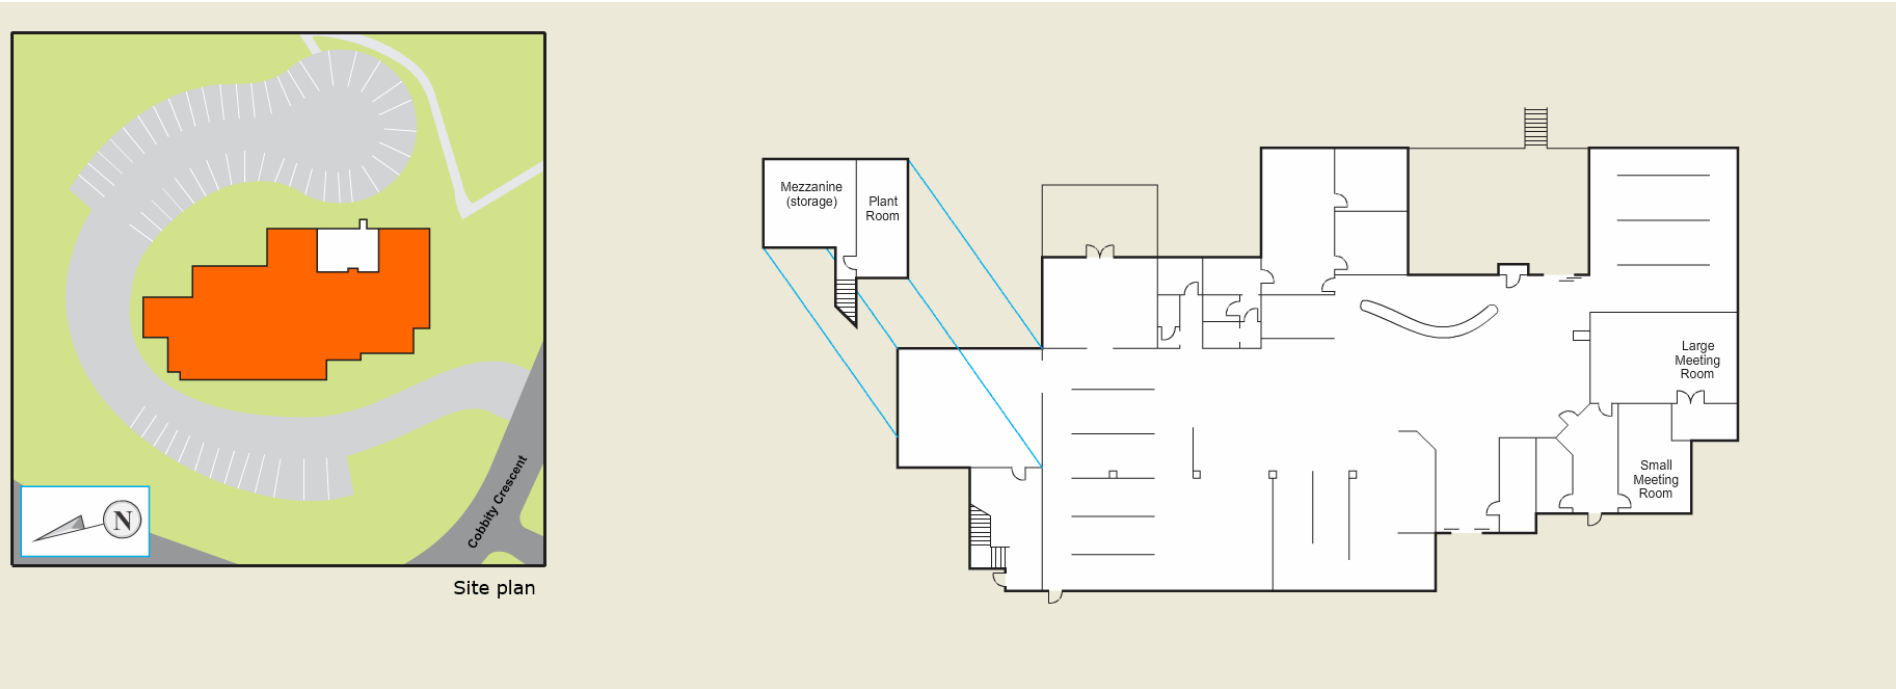 Mezzanine
(storage)
Plant
Room
Large
Meeting
Room
Small
Meeting
Room
Cobbity Crescent
N
Site plan